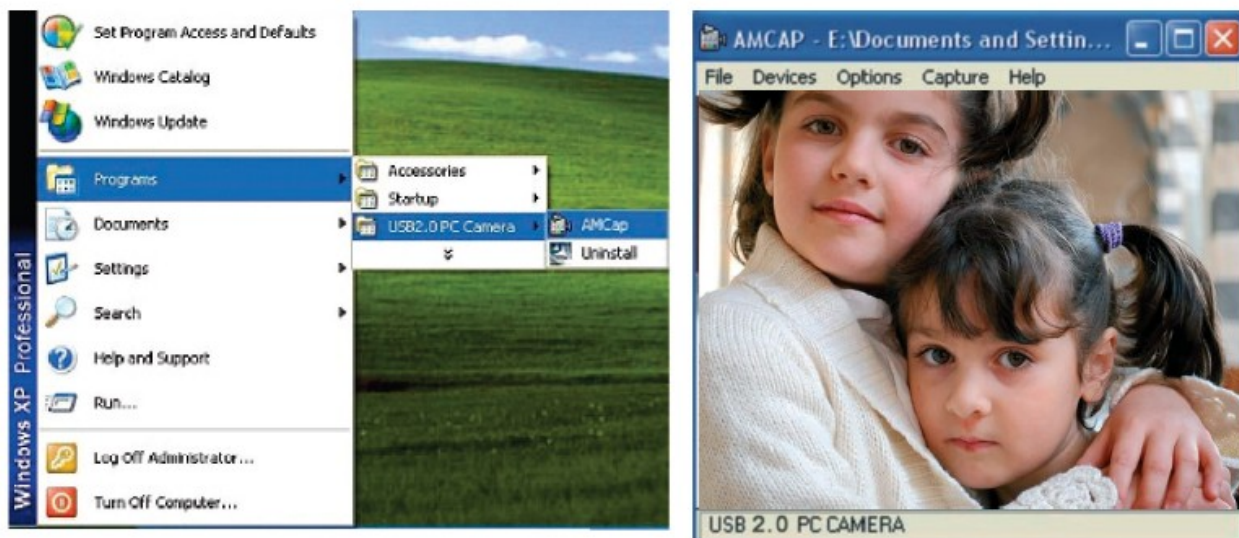 Set Program Access and Defaults
Windows Catalog
Windows Update
Programs
Documents
Settings
Search
Help and Support
Run...
Log Off Administrator...
Turn Off Computer...
Windows XP Professional
Accessories
Startup
USB2.0 PC Camera
AMCap
Uninstall
AMCAP - E:\Documents and Settin...
File Devices Options Capture Help
USB 2.0 PC CAMERA